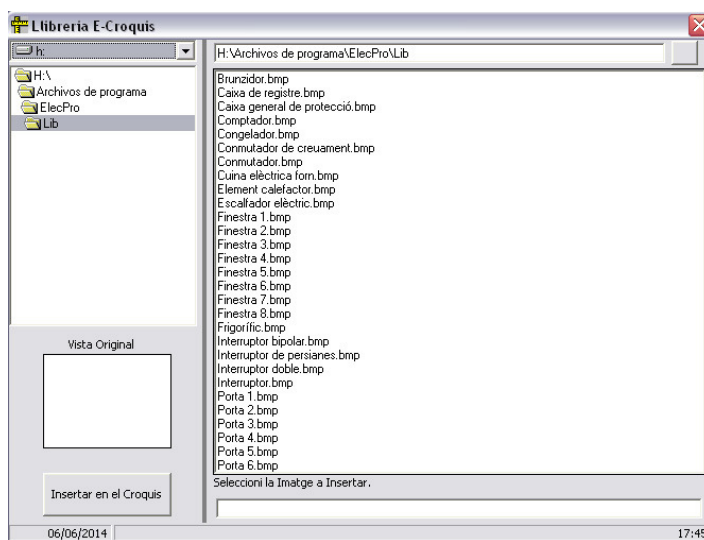 Llibreria E-Croquis
h:
H:\Archivos de programa\ElecPro\Lib
H:\
Archivos de programa
ElecPro
Lib
Brunzidor.bmp
Caixa de registre.bmp
Caixa general de protecció.bmp
Comptador.bmp
Congelador.bmp
Conmutador de creuament.bmp
Conmutador.bmp
Cuina elèctrica forn.bmp
Element calefactor.bmp
Escalfador elèctric.bmp
Finestra 1.bmp
Finestra 2.bmp
Finestra 3.bmp
Finestra 4.bmp
Finestra 5.bmp
Finestra 6.bmp
Finestra 7.bmp
Finestra 8.bmp
Frigorífic.bmp
Interruptor bipolar.bmp
Interruptor de persianes.bmp
Interruptor doble.bmp
Interruptor.bmp
Porta 1.bmp
Porta 2.bmp
Porta 3.bmp
Porta 4.bmp
Porta 5.bmp
Porta 6.bmp
Vista Original
Insertar en el Croquis
Seleccioni la Imatge a Insertar.
06/06/2014
17:45